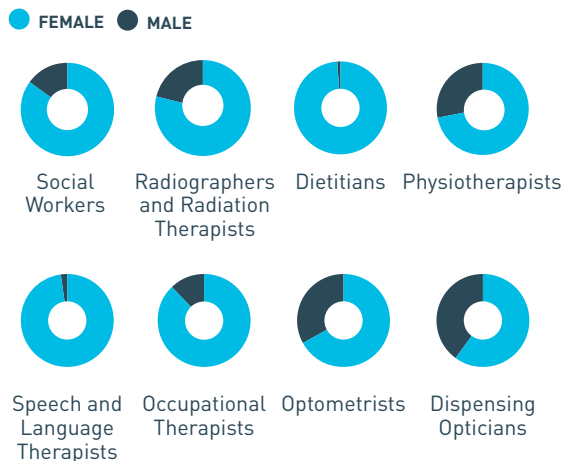 FEMALE MALE
Social
Workers
Radiographers
and Radiation
Therapists
Dietitians
Physiotherapists
Speech and
Language
Therapists
Occupational
Therapists
Optometrists
Dispensing
Opticians